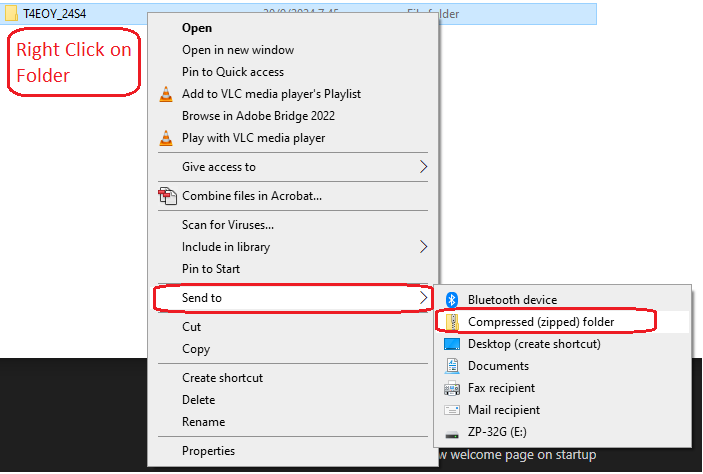 T4EOY_24S4
folder
Right Click on
Folder
Open
Open in new window
Pin to Quick access
Add to VLC media player's Playlist
Browse in Adobe Bridge 2022
Play with VLC media player
Give access to
Combine files in Acrobat...
Scan for Viruses...
Include in library
Pin to Start
Send to
Cut
Copy
Create shortcut
Delete
Rename
Properties
Bluetooth device
Compressed (zipped) folder
Desktop (create shortcut)
Documents
Fax recipient
Mail recipient
ZP-32G (E:)
welcome page on startup